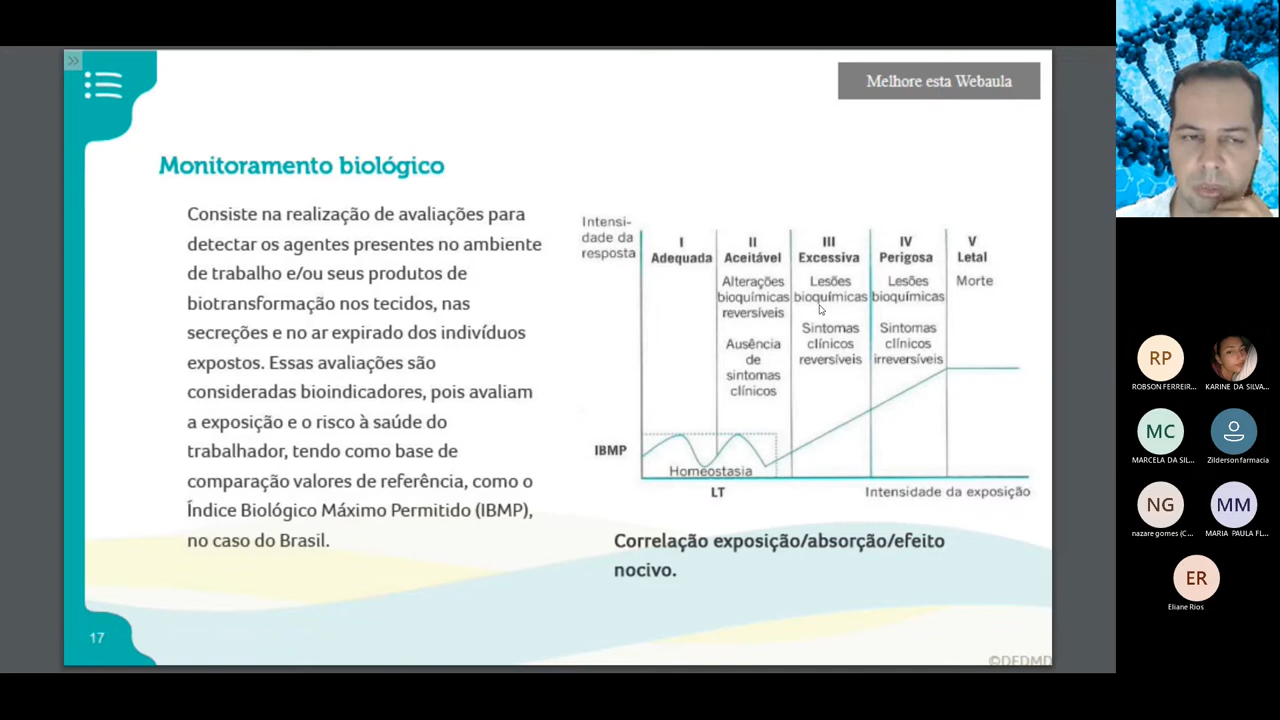 Melhore esta Webaula
Monitoramento biológico
Consiste na realização de avaliações para
detectar os agentes presentes no ambiente
de trabalho e/ou seus produtos de
biotransformação nos tecidos, nas
secreções e no ar expirado dos indivíduos
expostos. Essas avaliações são
consideradas bioindicadores, pois avaliam
a exposição e o risco à saúde do
trabalhador, tendo como base de
comparação valores de referência, como o
Índice Biológico Máximo Permitido (IBMP),
no caso do Brasil.
Intensi-
dade da
resposta
I
Adequada
II
Aceitável
Alterações
bioquímicas
reversíveis
Ausência
de
sintomas
clínicos
III
Excessiva
Lesões
bioquímicas
Sintomas
clínicos
reversíveis
IV
Perigosa
Lesões
bioquímicas
Sintomas
clínicos
irreversíveis
V
Letal
Morte
IBMP
Homeostasia
LT
Intensidade da exposição
Correlação exposição/absorção/efeito
nocivo.
17
©DEDMD
RP
ROBSON FERREIR...
KARINE DA SILVA...
MC
MARCELA DA SIL...
Zilderson farmacia
NG
nazare gomes (C...
MM
MARIA PAULA FL...
ER
Eliane Rios